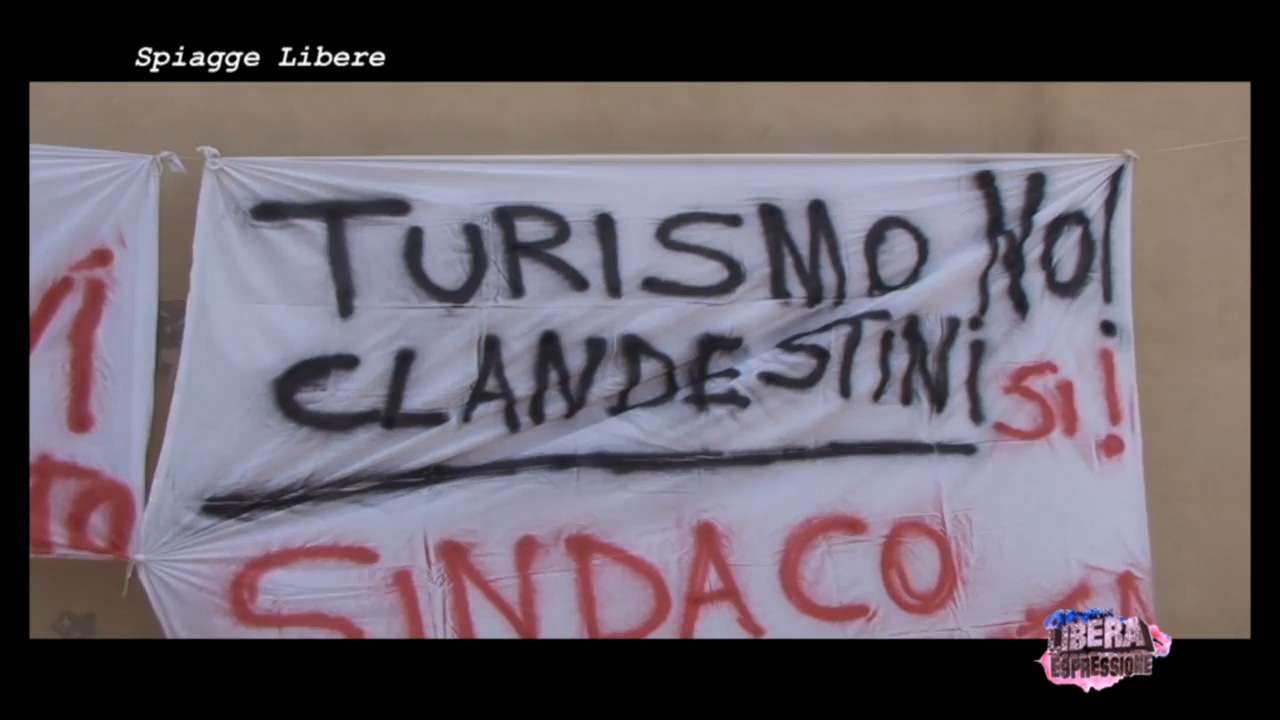 Spiagge Libere
TURISMO NO!
CLANDESTINi Si!
SiNDACO
LIBERA
ESPRESSIONE